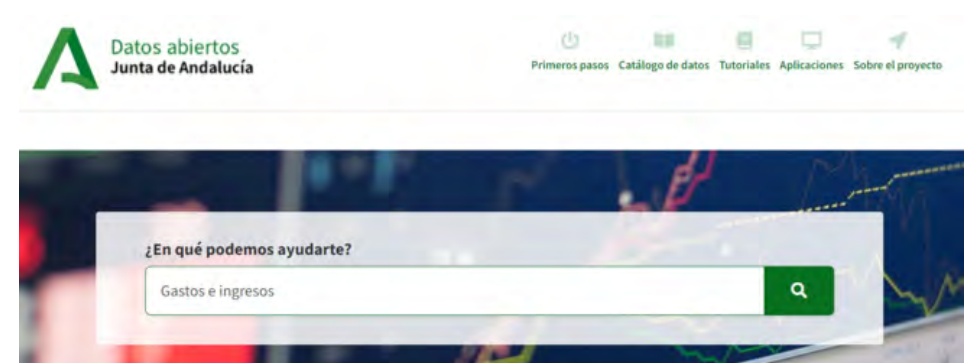 Datos abiertos
Junta de Andalucía
Primeros pasos Catálogo de datos Tutoriales Aplicaciones Sobre el proyecto
¿En qué podemos ayudarte?
Gastos e ingresos